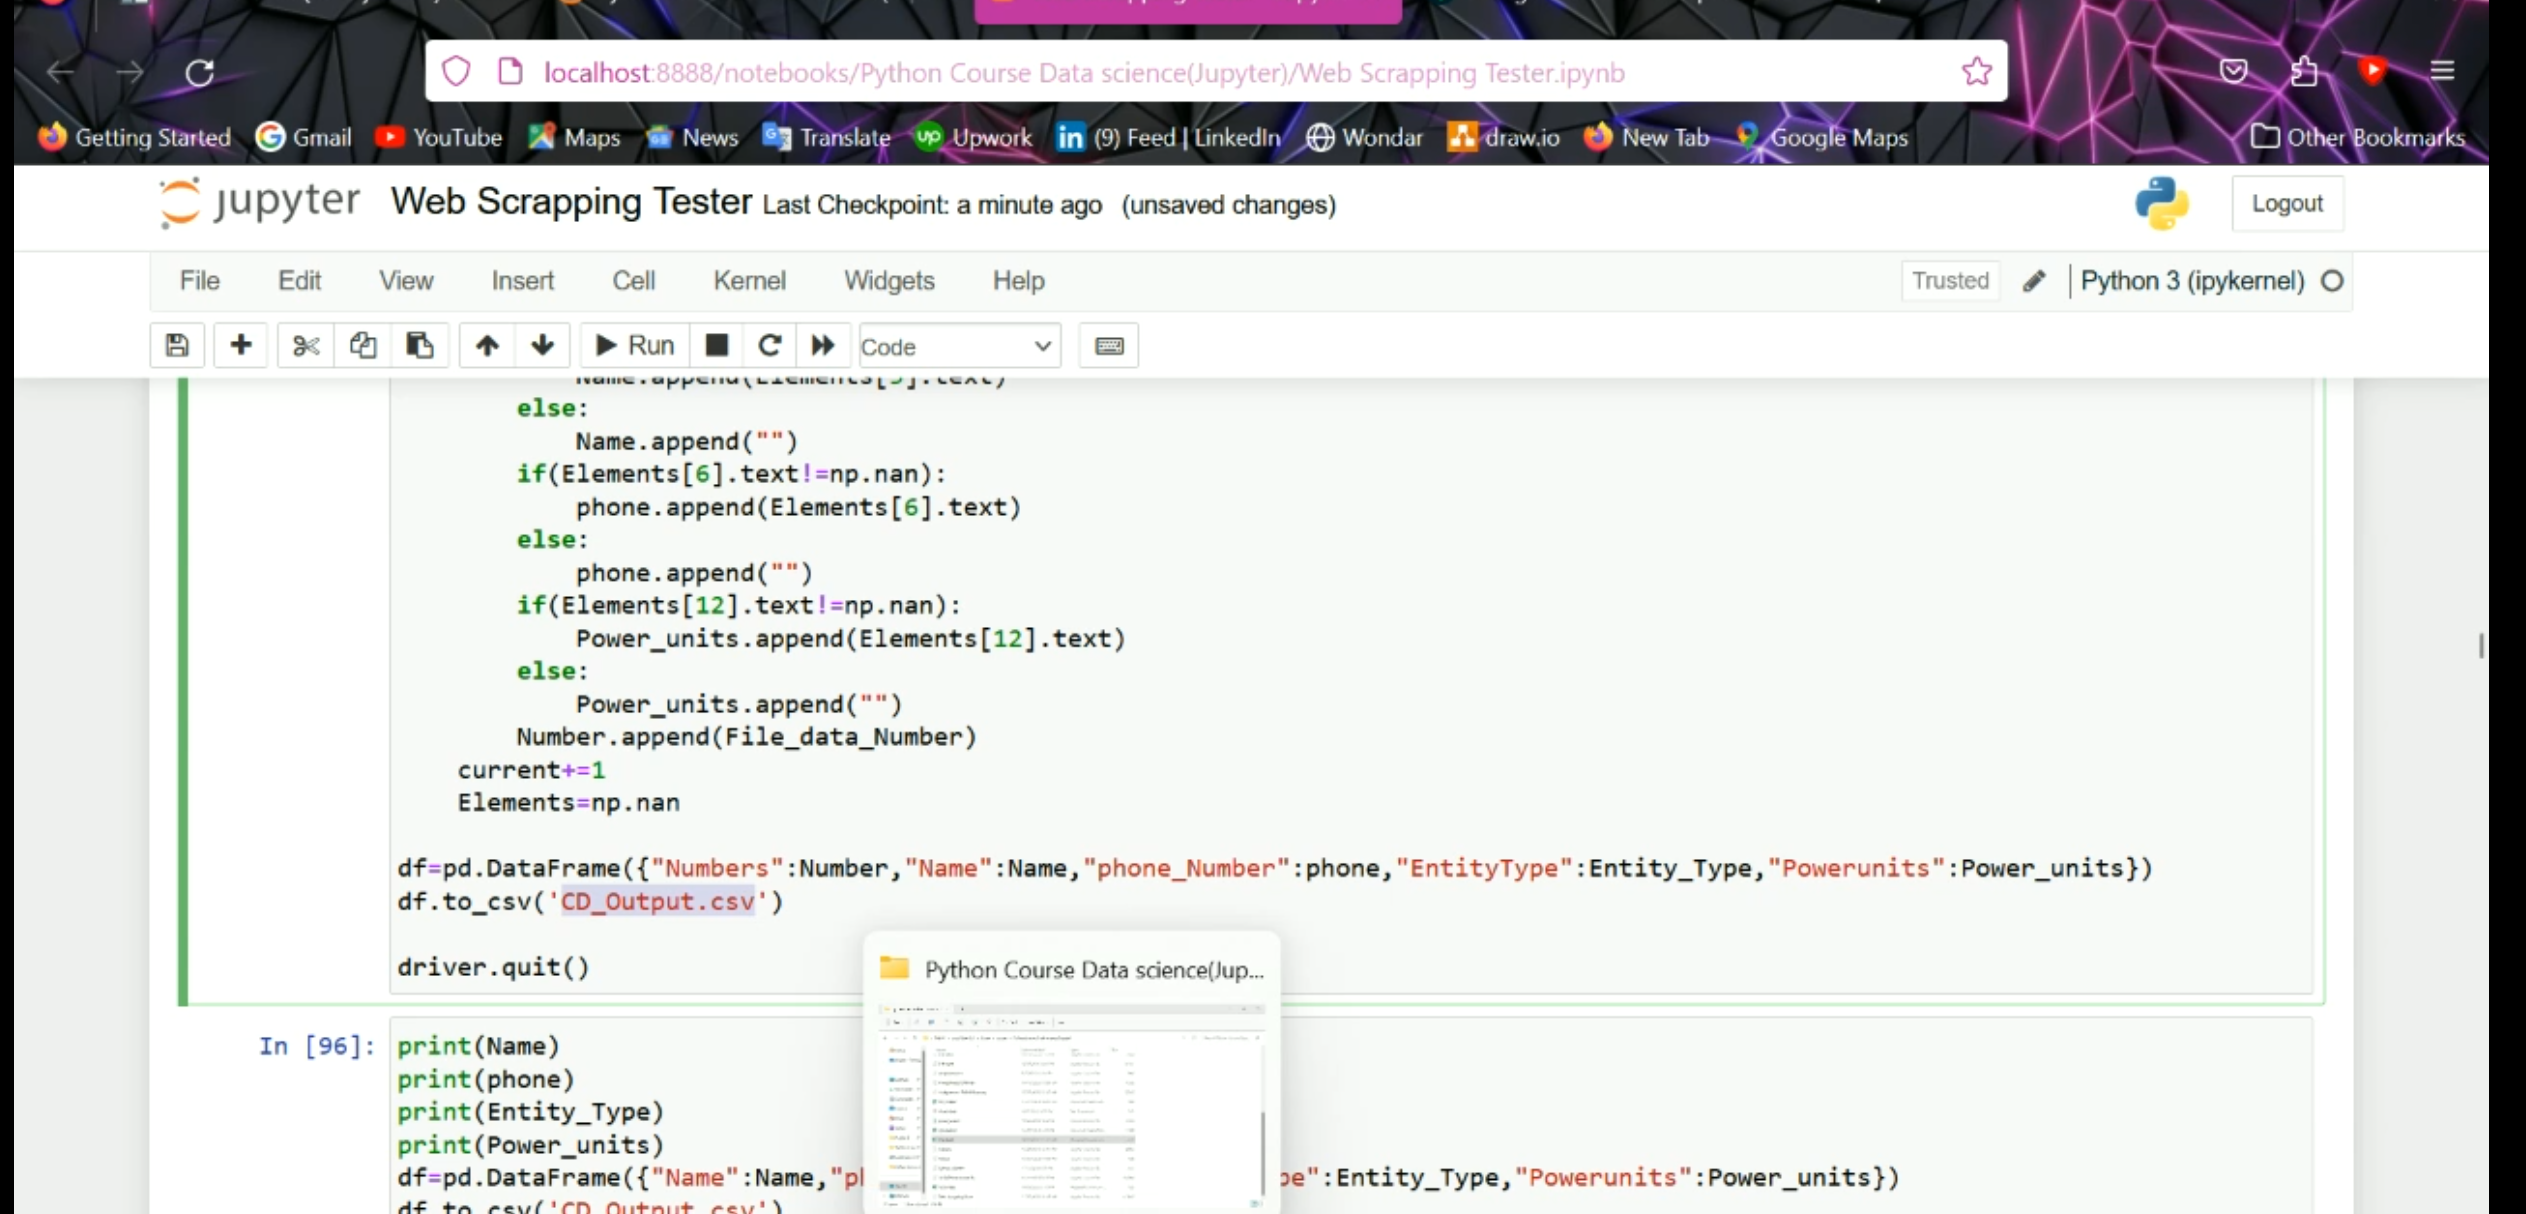 localhost:8888/notebooks/Python Course Data science(Jupyter)/Web Scrapping Tester.ipynb
Getting Started Gmail YouTube Maps News Translate up Upwork in (9) Feed | LinkedIn Wondar draw.io New Tab Google Maps Other Bookmarks
jupyter Web Scrapping Tester Last Checkpoint: a minute ago (unsaved changes) Logout
File Edit View Insert Cell Kernel Widgets Help Trusted Python 3 (ipykernel)
Run Code
else:
Name.append("")
if(Elements[6].text!=np.nan):
phone.append(Elements[6].text)
else:
phone.append("")
if(Elements[12].text!=np.nan):
Power_units.append(Elements[12].text)
else:
Power_units.append("")
Number.append(File_data_Number)
current+=1
Elements=np.nan
df=pd.DataFrame({"Numbers":Number,"Name":Name,"phone_Number":phone,"EntityType":Entity_Type,"Powerunits":Power_units})
df.to_csv('CD_Output.csv')
driver.quit()
Python Course Data science(Jup...
In [96]: print(Name)
print(phone)
print(Entity_Type)
print(Power_units)
df=pd.DataFrame({"Name":Name,"p pe":Entity_Type,"Powerunits":Power_units})
df.to_csv('CD_Output.csv')